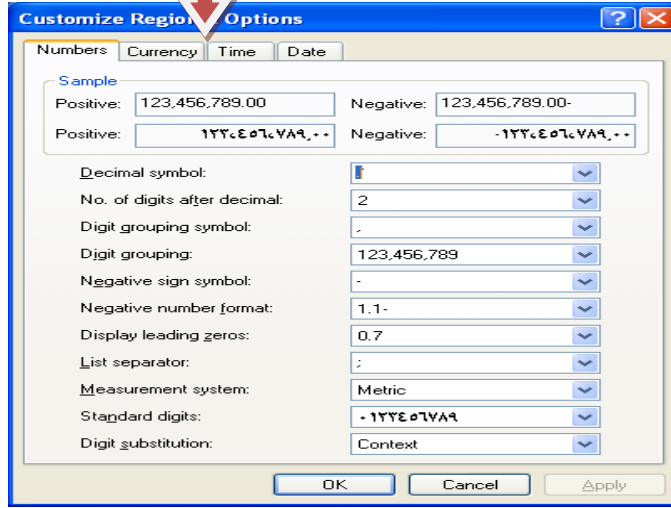 Customize Region Options
Numbers Currency Time Date
Sample
Positive: 123,456,789.00 Negative: 123,456,789.00-
Positive: ١٢٣،٤٥٦،٧٨٩,٠٠ Negative: -١٢٣،٤٥٦،٧٨٩,٠٠
Decimal symbol: .
No. of digits after decimal: 2
Digit grouping symbol: ,
Digit grouping: 123,456,789
Negative sign symbol: -
Negative number format: 1.1-
Display leading zeros: 0.7
List separator: ;
Measurement system: Metric
Standard digits: ٠١٢٣٤٥٦٧٨٩
Digit substitution: Context
OK Cancel Apply